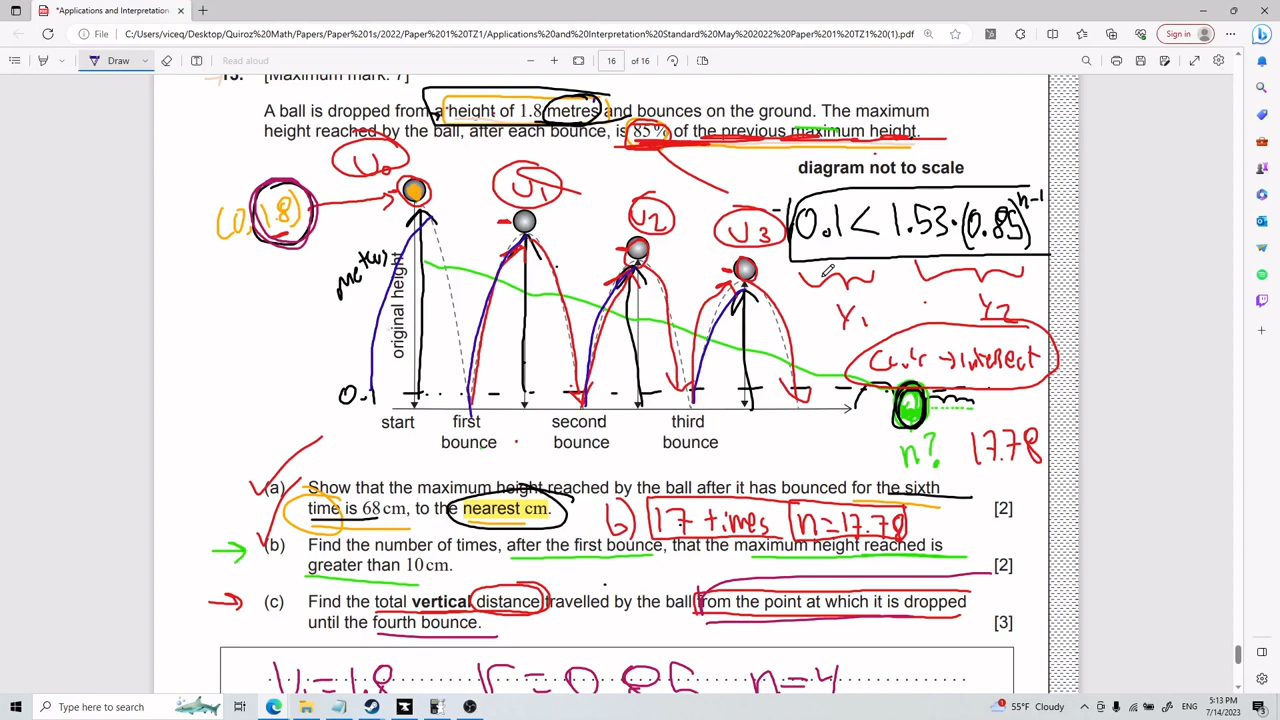 *Applications and Interpretation
File
C:/Users/viceq/Desktop/Quiroz%20Math/Papers/Paper%201s/2022/Paper%201%20TZ1/Applications%20and%20Interpretation%20Standard%20May%202022%20Paper%201%20TZ1%20(1).pdf
Sign in
Draw
Read aloud
16 of 16
[Maximum mark: 7]
A ball is dropped from a height of 1.8 metres and bounces on the ground. The maximum
height reached by the ball, after each bounce, is 85% of the previous maximum height.
diagram not to scale
U0
U1
U2
U3
(0, 1.8)
0.1 < 1.53·(0.85)^n-1
metres
original height
Y1
Y2
→ intersect
0.1
start
first
bounce
second
bounce
third
bounce
n?
17.78
(a) Show that the maximum height reached by the ball after it has bounced for the sixth
time is 68 cm, to the nearest cm.
[2]
b) 17 times n=17.78
(b) Find the number of times, after the first bounce, that the maximum height reached is
greater than 10 cm.
[2]
(c) Find the total vertical distance travelled by the ball from the point at which it is dropped
until the fourth bounce.
[3]
U1=1.8 r=0.85 n=4
Type here to search
55°F Cloudy
5:13 PM
7/14/2023